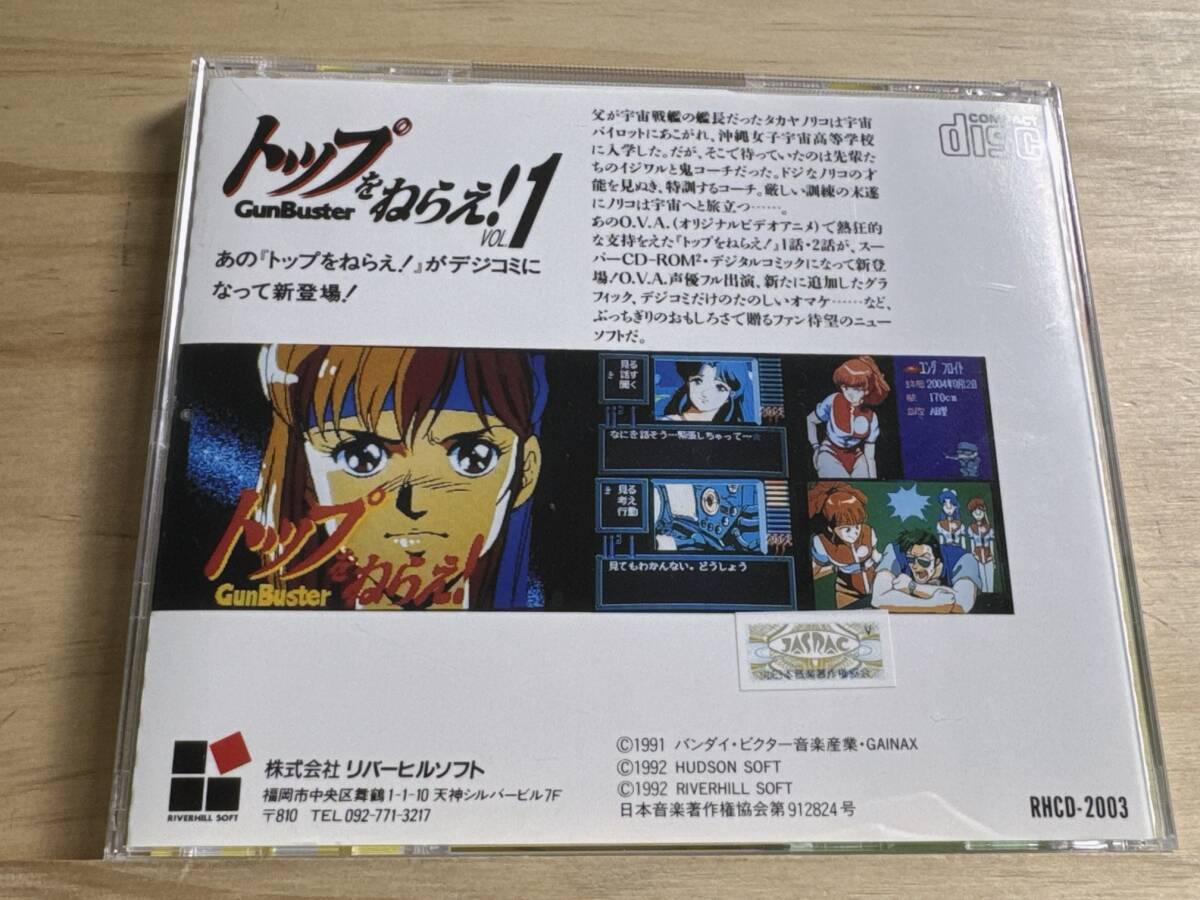 トップをねらえ!
GunBuster
VOL.1
あの『トップをねらえ!』がデジコミに
なって新登場!
父が宇宙戦艦の艦長だったタカヤノリコは宇宙
パイロットにあこがれ、沖縄女子宇宙高等学校
に入学した。だが、そこで待っていたのは先輩た
ちのイジワルと鬼コーチだった。ドジなノリコの才
能を見ぬき、特訓するコーチ。厳しい訓練の末遂
にノリコは宇宙へと旅立つ……。
あのO.V.A.(オリジナルビデオアニメ)で熱狂的
な支持をえた『トップをねらえ!』1話・2話が、スー
パーCD-ROM²・デジタルコミックになって新登
場!O.V.A.声優フル出演、新たに追加したグラ
フィック、デジコミだけのたのしいオマケ……など、
ぶっちぎりのおもしろさで贈るファン待望のニュー
ソフトだ。
COMPACT
disc
トップをねらえ!
GunBuster
見る
話す
聞く
なにを話そう…緊張しちゃって…
見る
考え
行動
見てもわかんない。どうしよう
ユング フロイト
2004年9月12日
170cm
JASRAC
RIVERHILL SOFT
株式会社 リバーヒルソフト
福岡市中央区舞鶴1-1-10 天神シルバービル7F
〒810 TEL 092-771-3217
©1991 バンダイ・ビクター音楽産業・GAINAX
©1992 HUDSON SOFT
©1992 RIVERHILL SOFT
日本音楽著作権協会第912824号
RHCD-2003